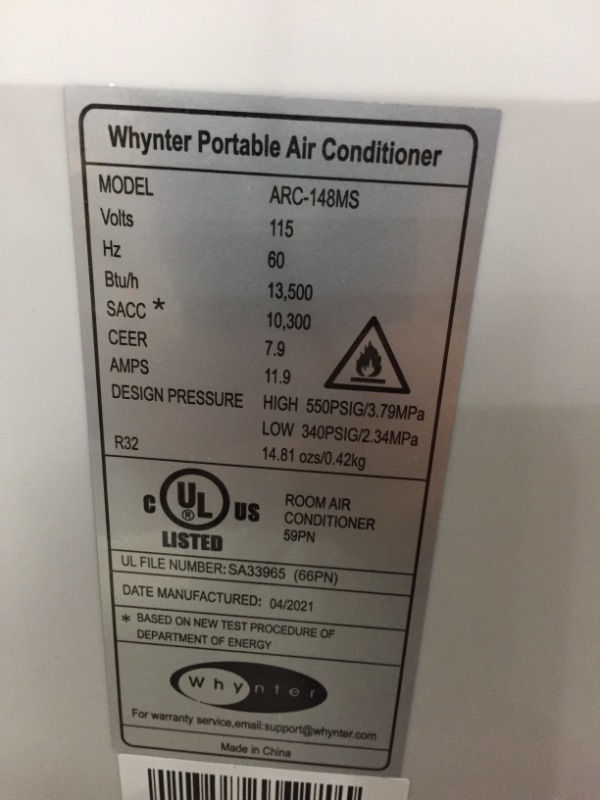 Whynter Portable Air Conditioner
MODEL ARC-148MS
Volts 115
Hz 60
Btu/h 13,500
SACC * 10,300
CEER 7.9
AMPS 11.9
DESIGN PRESSURE HIGH 550PSIG/3.79MPa
LOW 340PSIG/2.34MPa
R32 14.81 ozs/0.42kg
C UL ® US
LISTED
ROOM AIR
CONDITIONER
59PN
UL FILE NUMBER: SA33965 (66PN)
DATE MANUFACTURED: 04/2021
* BASED ON NEW TEST PROCEDURE OF
DEPARTMENT OF ENERGY
Whynter
For warranty service,email:support@whynter.com
Made in China